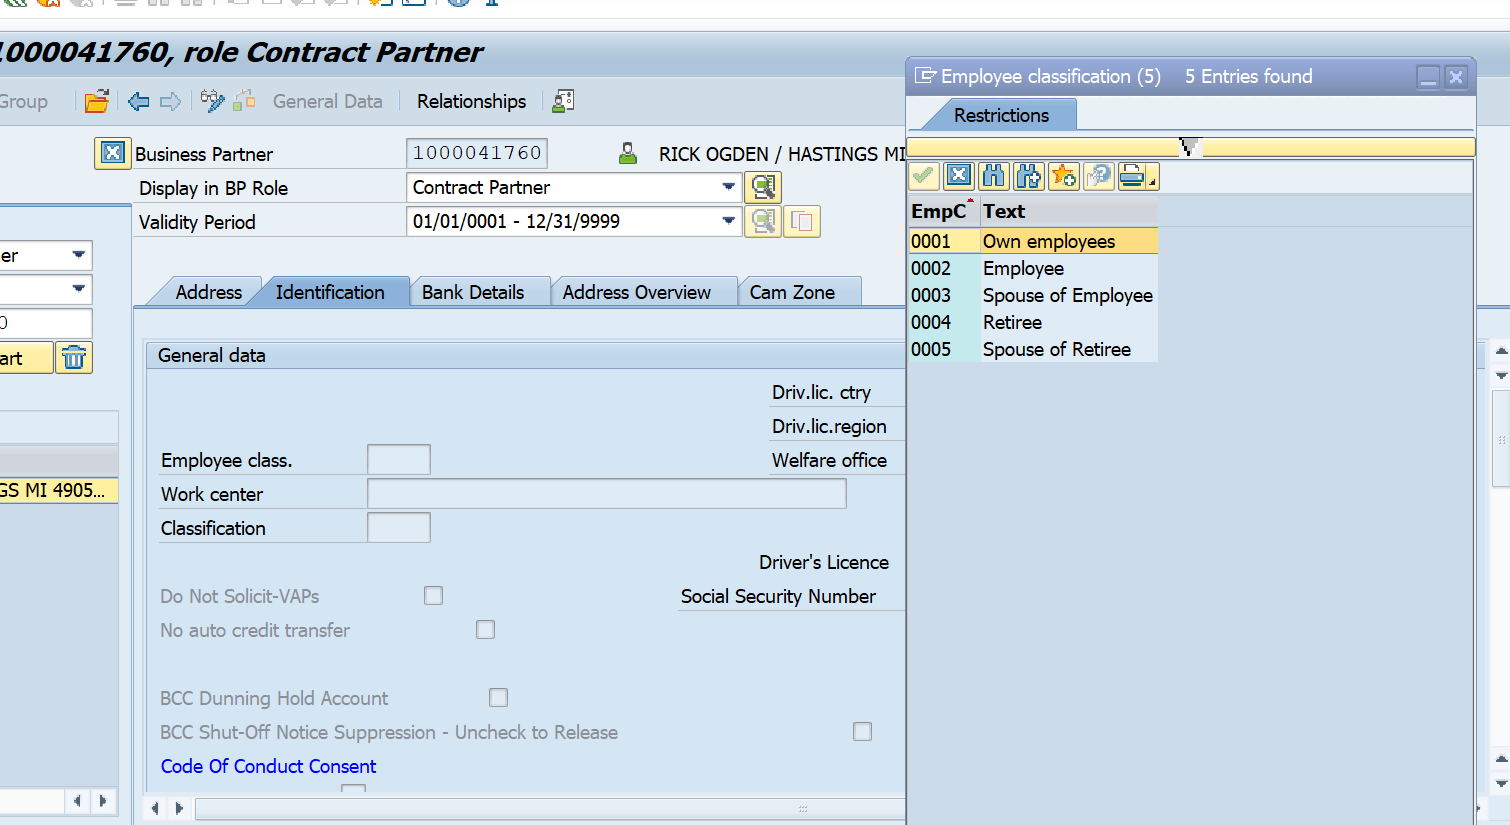 1000041760, role Contract Partner
Group
General Data
Relationships
Business Partner
1000041760
RICK OGDEN / HASTINGS MI
Display in BP Role
Contract Partner
Validity Period
01/01/0001 - 12/31/9999
er
0
art
GS MI 4905...
Address
Identification
Bank Details
Address Overview
Cam Zone
General data
Driv.lic. ctry
Driv.lic.region
Employee class.
Welfare office
Work center
Classification
Driver's Licence
Do Not Solicit-VAPs
Social Security Number
No auto credit transfer
BCC Dunning Hold Account
BCC Shut-Off Notice Suppression - Uncheck to Release
Code Of Conduct Consent
Employee classification (5)    5 Entries found
Restrictions
EmpC Text
0001 Own employees
0002 Employee
0003 Spouse of Employee
0004 Retiree
0005 Spouse of Retiree